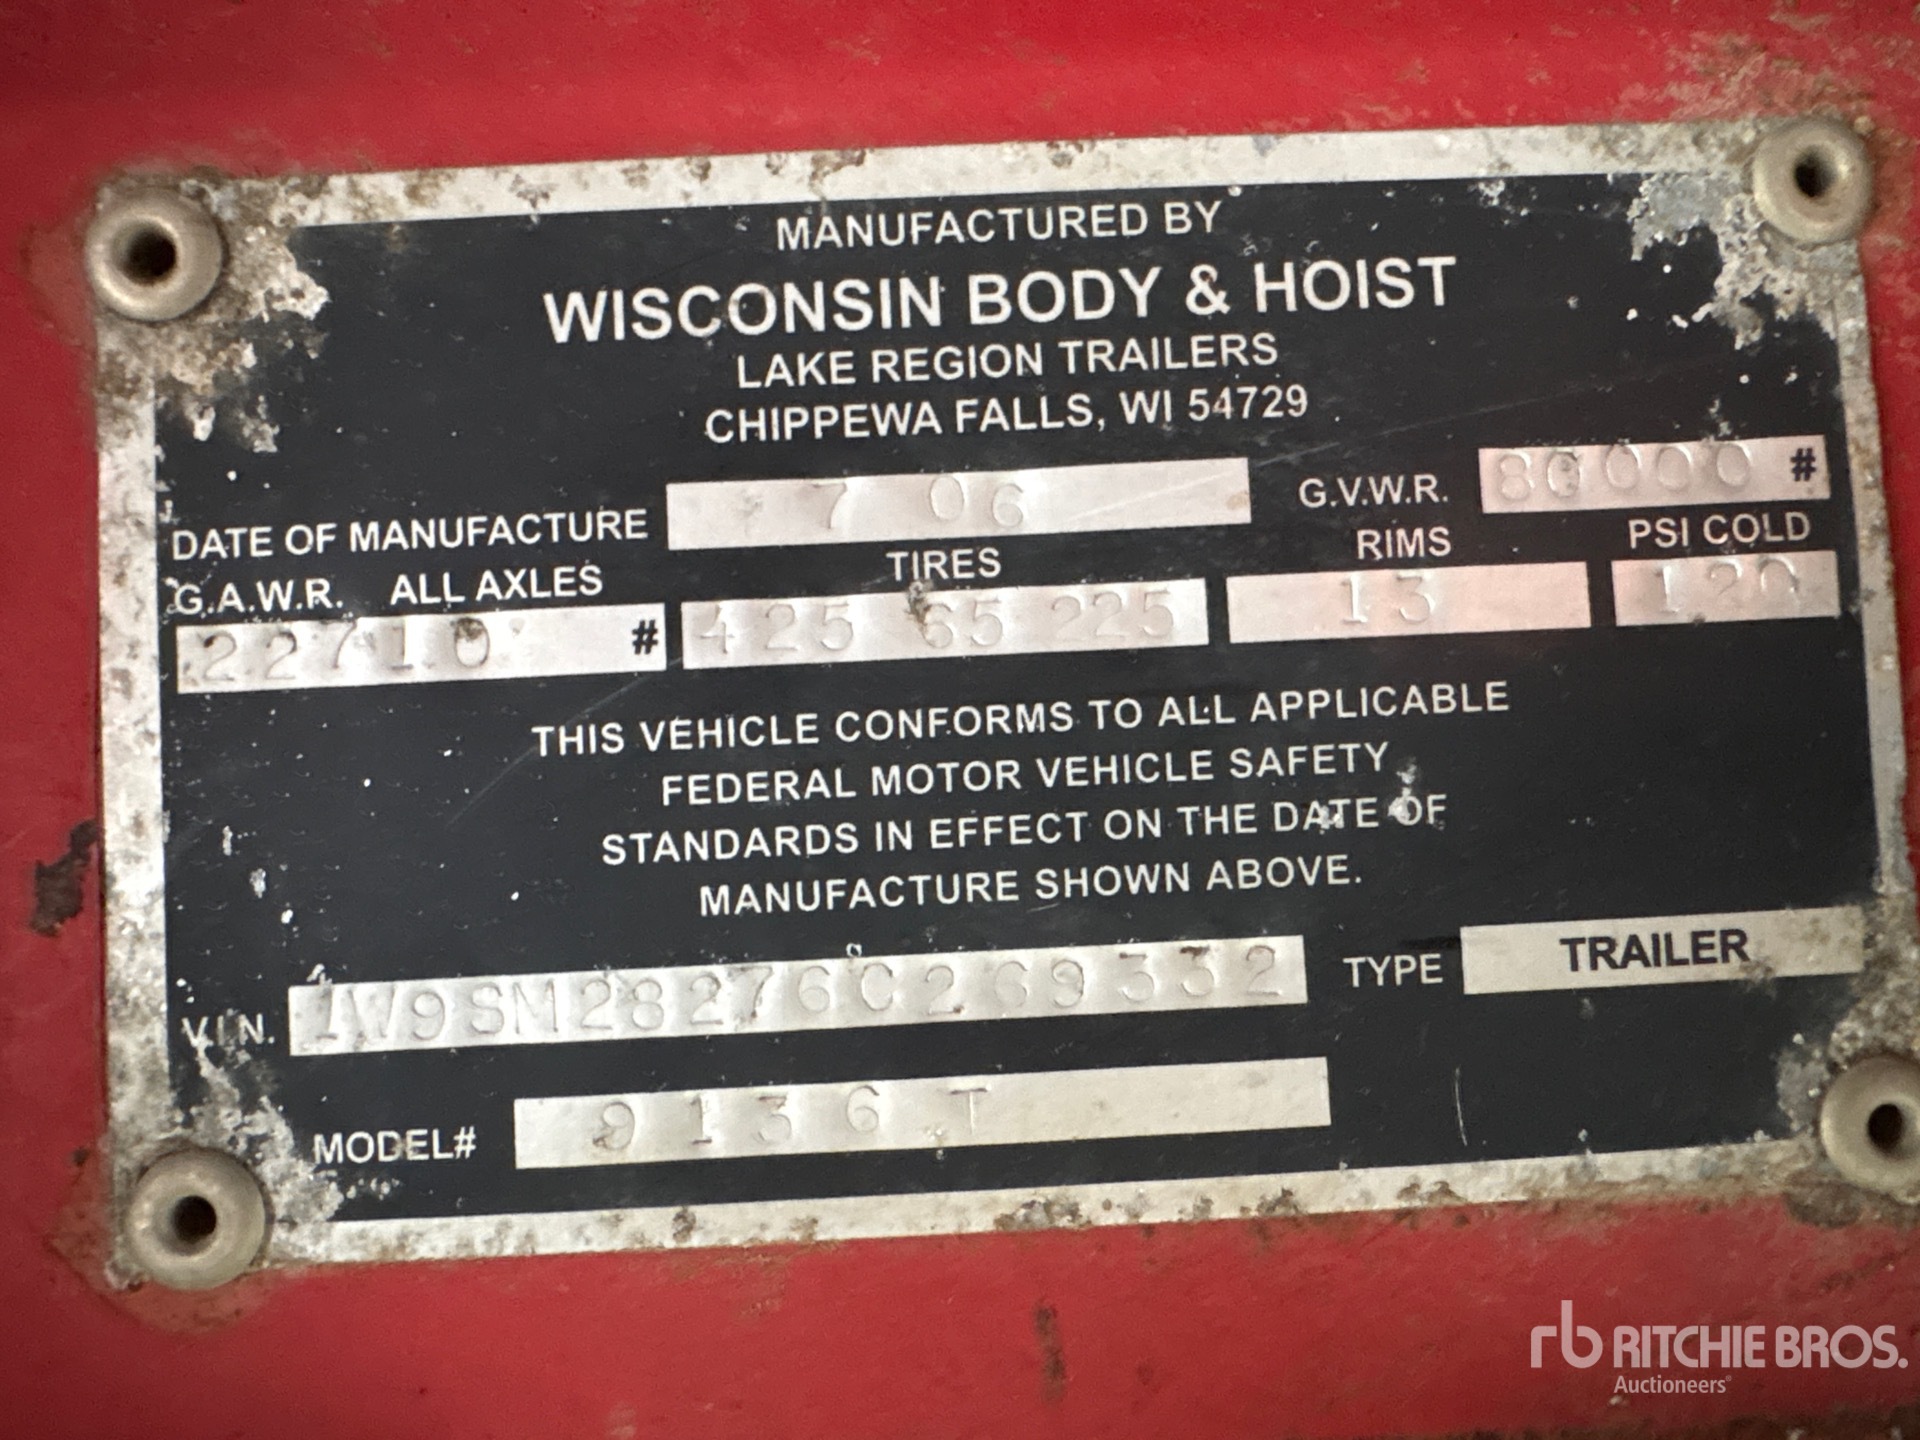 MANUFACTURED BY
WISCONSIN BODY & HOIST
LAKE REGION TRAILERS
CHIPPEWA FALLS, WI 54729
DATE OF MANUFACTURE 7 06 G.V.W.R. 80000 #
G.A.W.R. ALL AXLES TIRES RIMS PSI COLD
22710 # 425 65 225 13 120
THIS VEHICLE CONFORMS TO ALL APPLICABLE
FEDERAL MOTOR VEHICLE SAFETY
STANDARDS IN EFFECT ON THE DATE OF
MANUFACTURE SHOWN ABOVE.
V.I.N. 1W9SM28276C269332 TYPE TRAILER
MODEL# 9136 T
rb RITCHIE BROS.
Auctioneers